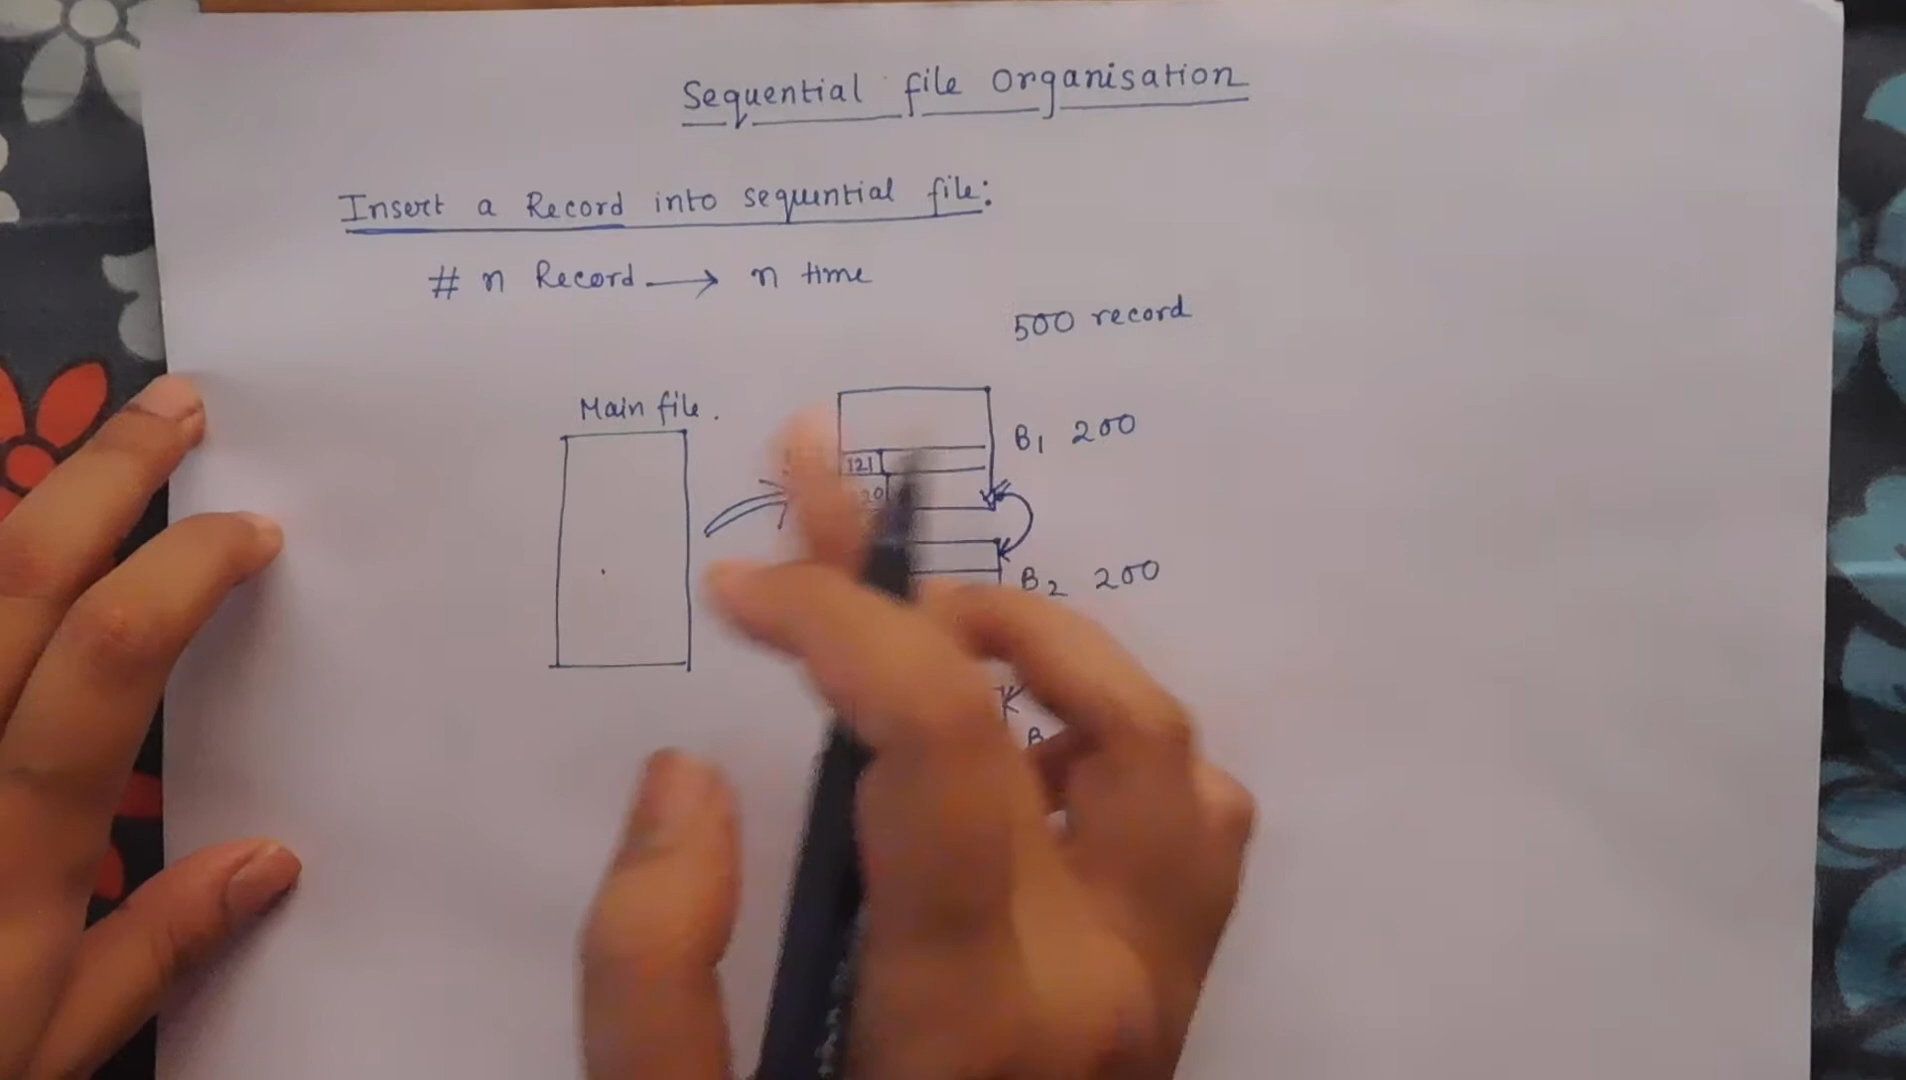 Sequential file Organisation
Insert a Record into sequential file:
# n Record → n time
500 record
Main file.
B1 200
121
20
B2 200
B